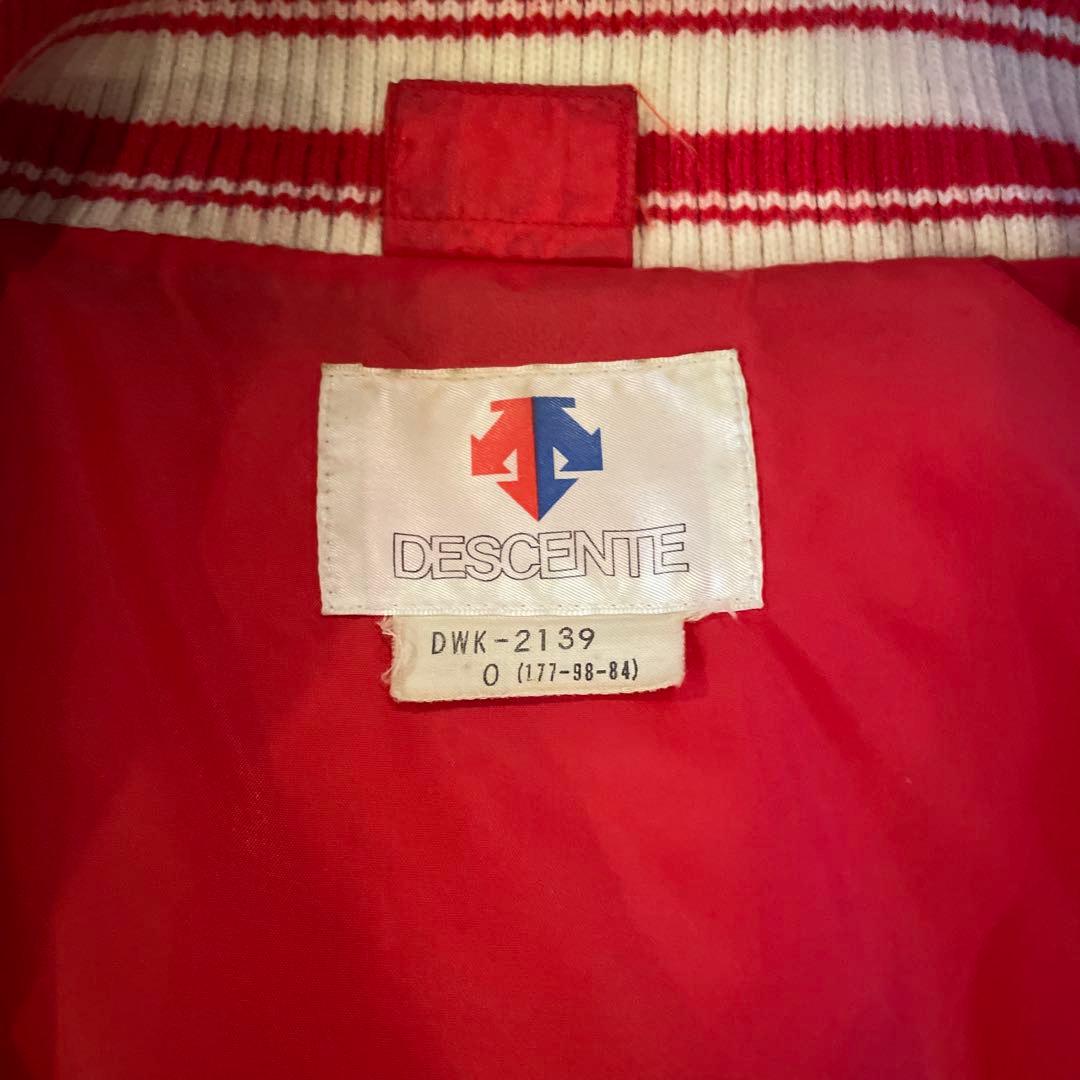 DESCENTE
DWK-2139
O (177-98-84)